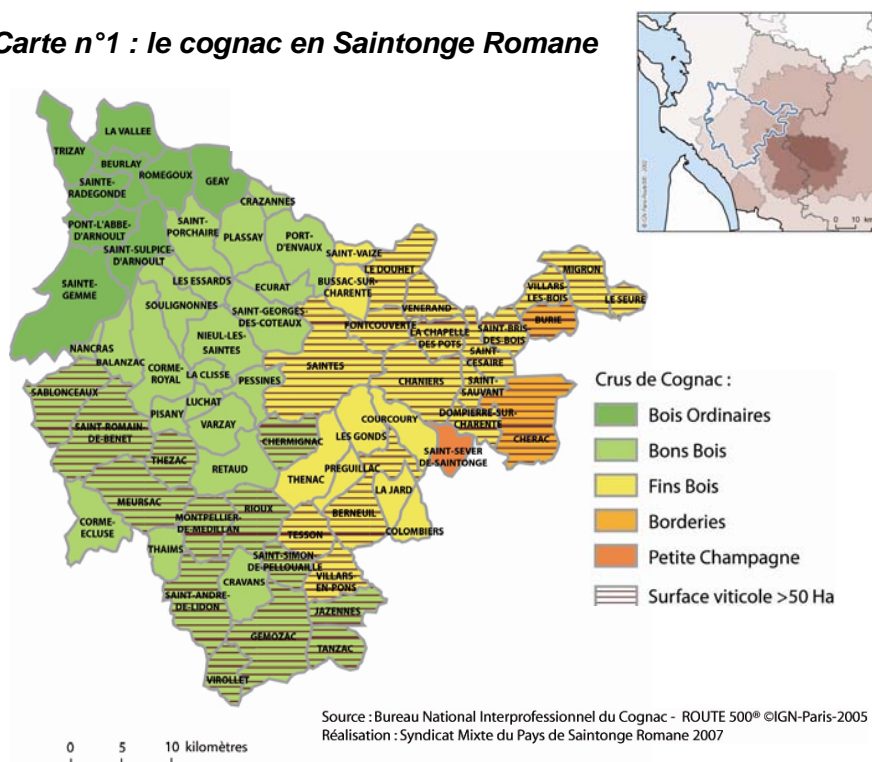 Carte n°1 : le cognac en Saintonge Romane
0 10 km
LA VALLEE
TRIZAY
BEURLAY
ROMEGOUX
GEAY
SAINTE-
RADEGONDE
CRAZANNES
PONT-L'ABBE-
D'ARNOULT
SAINT-
PORCHAIRE
PLASSAY
PORT-
D'ENVAUX
SAINT-SULPICE-
D'ARNOULT
SAINT-VAIZE
LE DOUHET
MIGRON
SAINTE-
GEMME
LES ESSARDS
ECURAT
BUSSAC-SUR-
CHARENTE
VILLARS-
LES-BOIS
LE SEURE
SOULIGNONNES
SAINT-GEORGES-
DES-COTEAUX
VENERAND
BURIE
FONTCOUVERTE
LA CHAPELLE
DES POTS
SAINT-BRIS
DES-BOIS
NIEUL-LES-
SAINTES
NANCRAS
BALANZAC
SAINT-
CESAIRE
CORME-
ROYAL
LA CLISSE
PESSINES
SAINTES
CHANIERS
SAINT-
SAUVANT
SABLONCEAUX
LUCHAT
PISANY
VARZAY
COURCOURY
DOMPIERRE-SUR-
CHARENTE
CHERAC
SAINT-ROMAIN-
DE-BENET
CHERMIGNAC
LES GONDS
SAINT-SEVER
DE-SAINTONGE
THEZAC
RETAUD
PREGUILLAC
THENAC
LA JARD
MEURSAC
RIOUX
BERNEUIL
MONTPELLIER-
DE-MEDILLAN
CORME-
ECLUSE
TESSON
COLOMBIERS
THAIMS
SAINT-SIMON-
DE-PELLOUAILLE
CRAVANS
VILLARS-
EN-PONS
SAINT-ANDRE-
DE-LIDON
JAZENNES
GEMOZAC
TANZAC
VIROLLET
Crus de Cognac :
Bois Ordinaires
Bons Bois
Fins Bois
Borderies
Petite Champagne
Surface viticole >50 Ha
Source : Bureau National Interprofessionnel du Cognac - ROUTE 500® ©IGN-Paris-2005
Réalisation : Syndicat Mixte du Pays de Saintonge Romane 2007
0 5 10 kilomètres